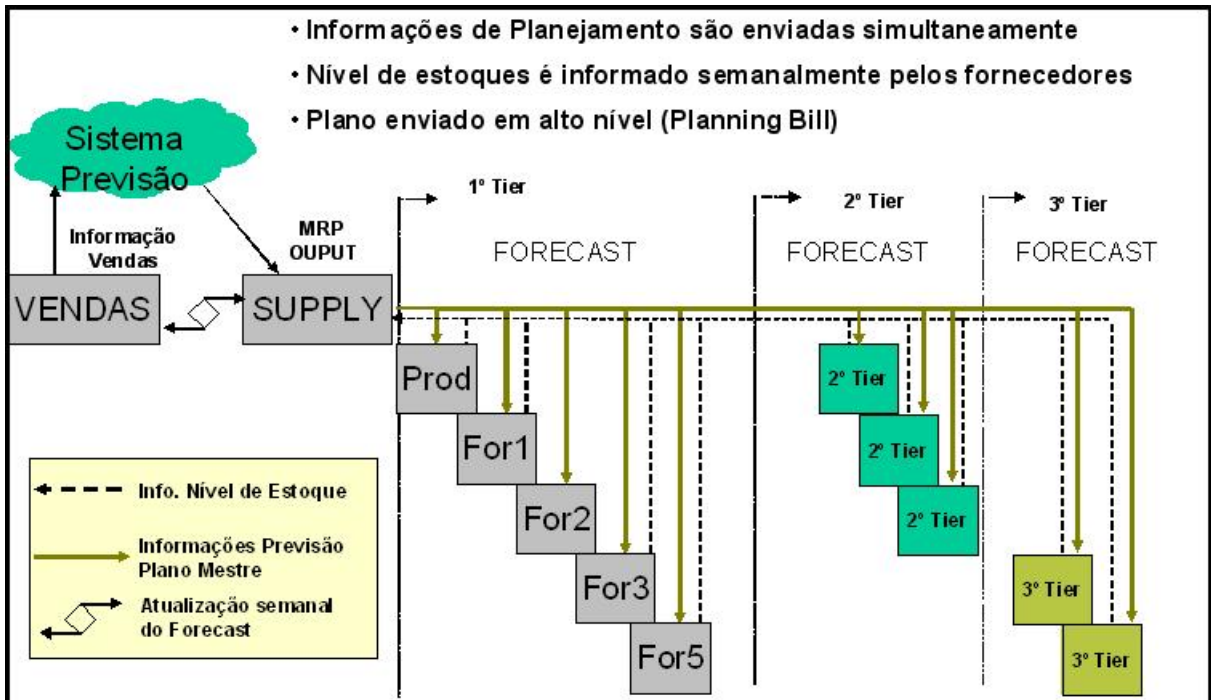 • Informações de Planejamento são enviadas simultaneamente
• Nível de estoques é informado semanalmente pelos fornecedores
• Plano enviado em alto nível (Planning Bill)
Sistema
Previsão
Informação
Vendas
MRP
OUPUT
1º Tier
2º Tier
3º Tier
FORECAST
FORECAST
FORECAST
VENDAS
SUPPLY
Prod
For1
For2
For3
For5
2º Tier
2º Tier
2º Tier
3º Tier
3º Tier
Info. Nível de Estoque
Informações Previsão
Plano Mestre
Atualização semanal
do Forecast